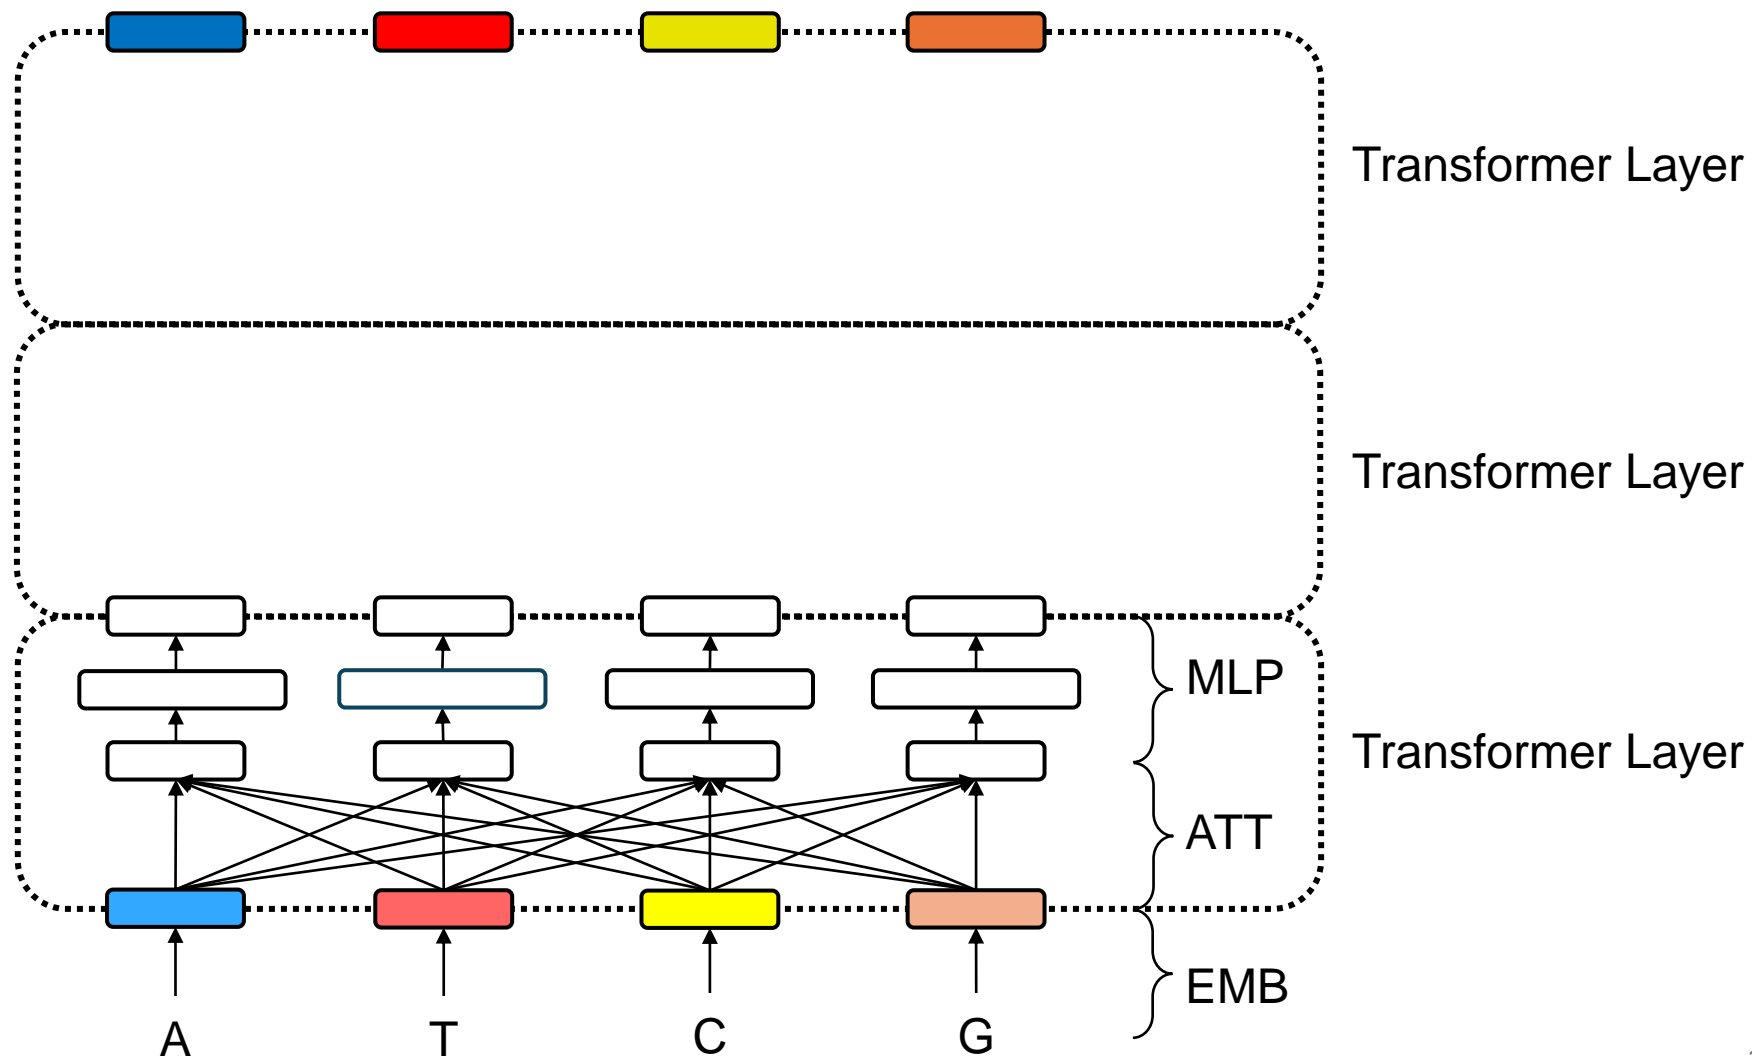 Transformer Layer
Transformer Layer
MLP
Transformer Layer
ATT
EMB
A T C G